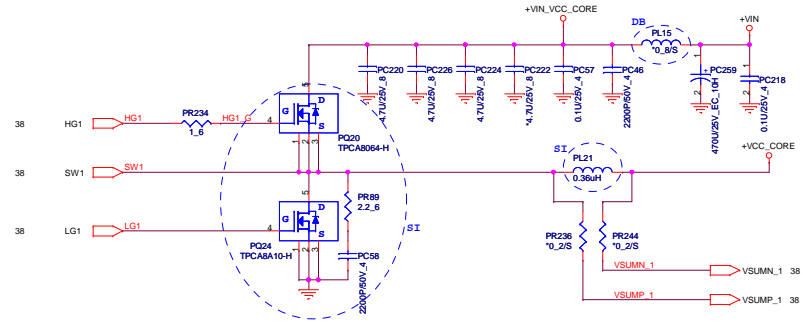 +VIN_VCC_CORE
+VIN
DB
PL15
*0_8/S
5
PC220
*4.7U/25V_8
PC226
4.7U/25V_8
PC224
4.7U/25V_8
PC222
*4.7U/25V_8
PC57
0.1U/25V_4
PC46
2200P/50V_4
+
1
2
PC259
470U/25V_EC_10H
1
2
PC218
0.1U/25V_4
38
HG1
HG1
PR234
1_6
HG1_G
4
G
D
S
1
2
3
PQ20
TPCA8064-H
38
SW1
SW1
SI
PL21
0.36uH
+VCC_CORE
5
38
LG1
LG1
4
G
D
S
1
2
3
PQ24
TPCA8A10-H
PR89
2.2_6
SI
PC58
2200P/50V_4
PR236
*0_2/S
PR244
*0_2/S
VSUMN_1
VSUMN_1
38
VSUMP_1
VSUMP_1
38